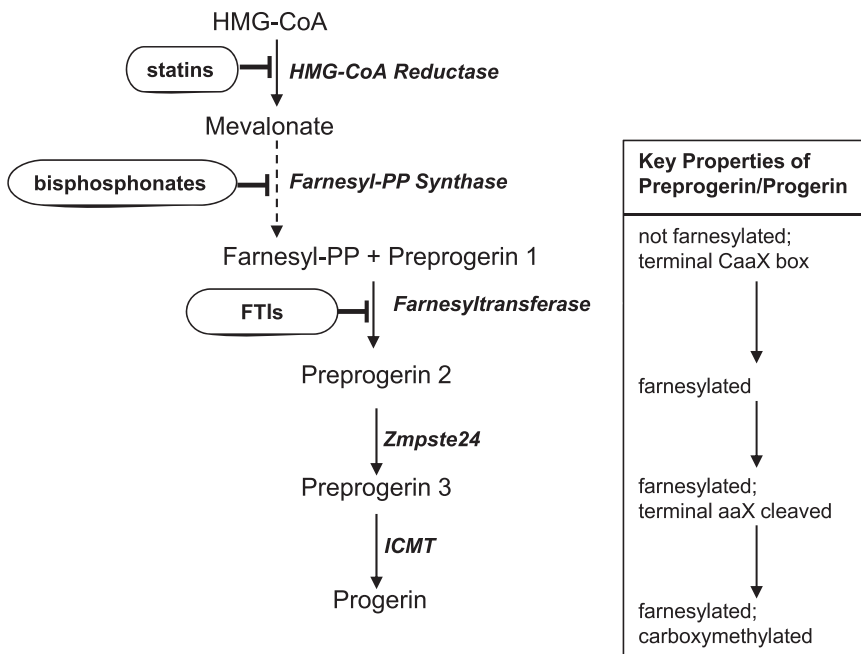 HMG-CoA
statins
HMG-CoA Reductase
Mevalonate
bisphosphonates
Farnesyl-PP Synthase
Farnesyl-PP + Preprogerin 1
FTIs
Farnesyltransferase
Preprogerin 2
Zmpste24
Preprogerin 3
ICMT
Progerin
Key Properties of
Preprogerin/Progerin
not farnesylated;
terminal CaaX box
farnesylated
farnesylated;
terminal aaX cleaved
farnesylated;
carboxymethylated